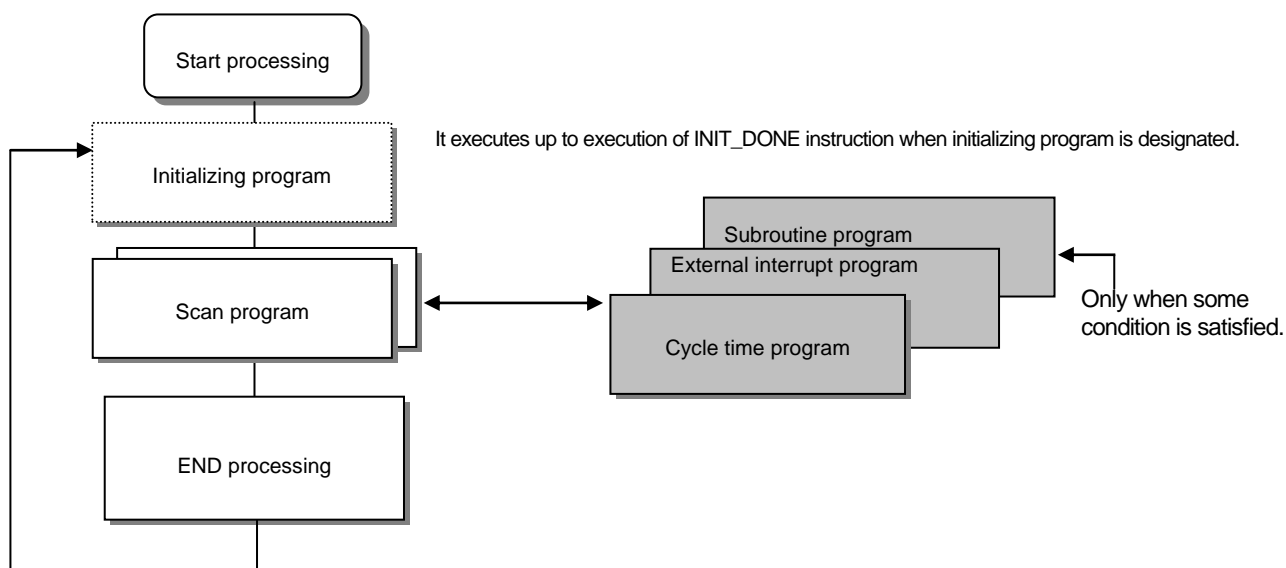 Start processing
It executes up to execution of INIT_DONE instruction when initializing program is designated.
Initializing program
Subroutine program
External interrupt program
Scan program
Cycle time program
Only when some
condition is satisfied.
END processing